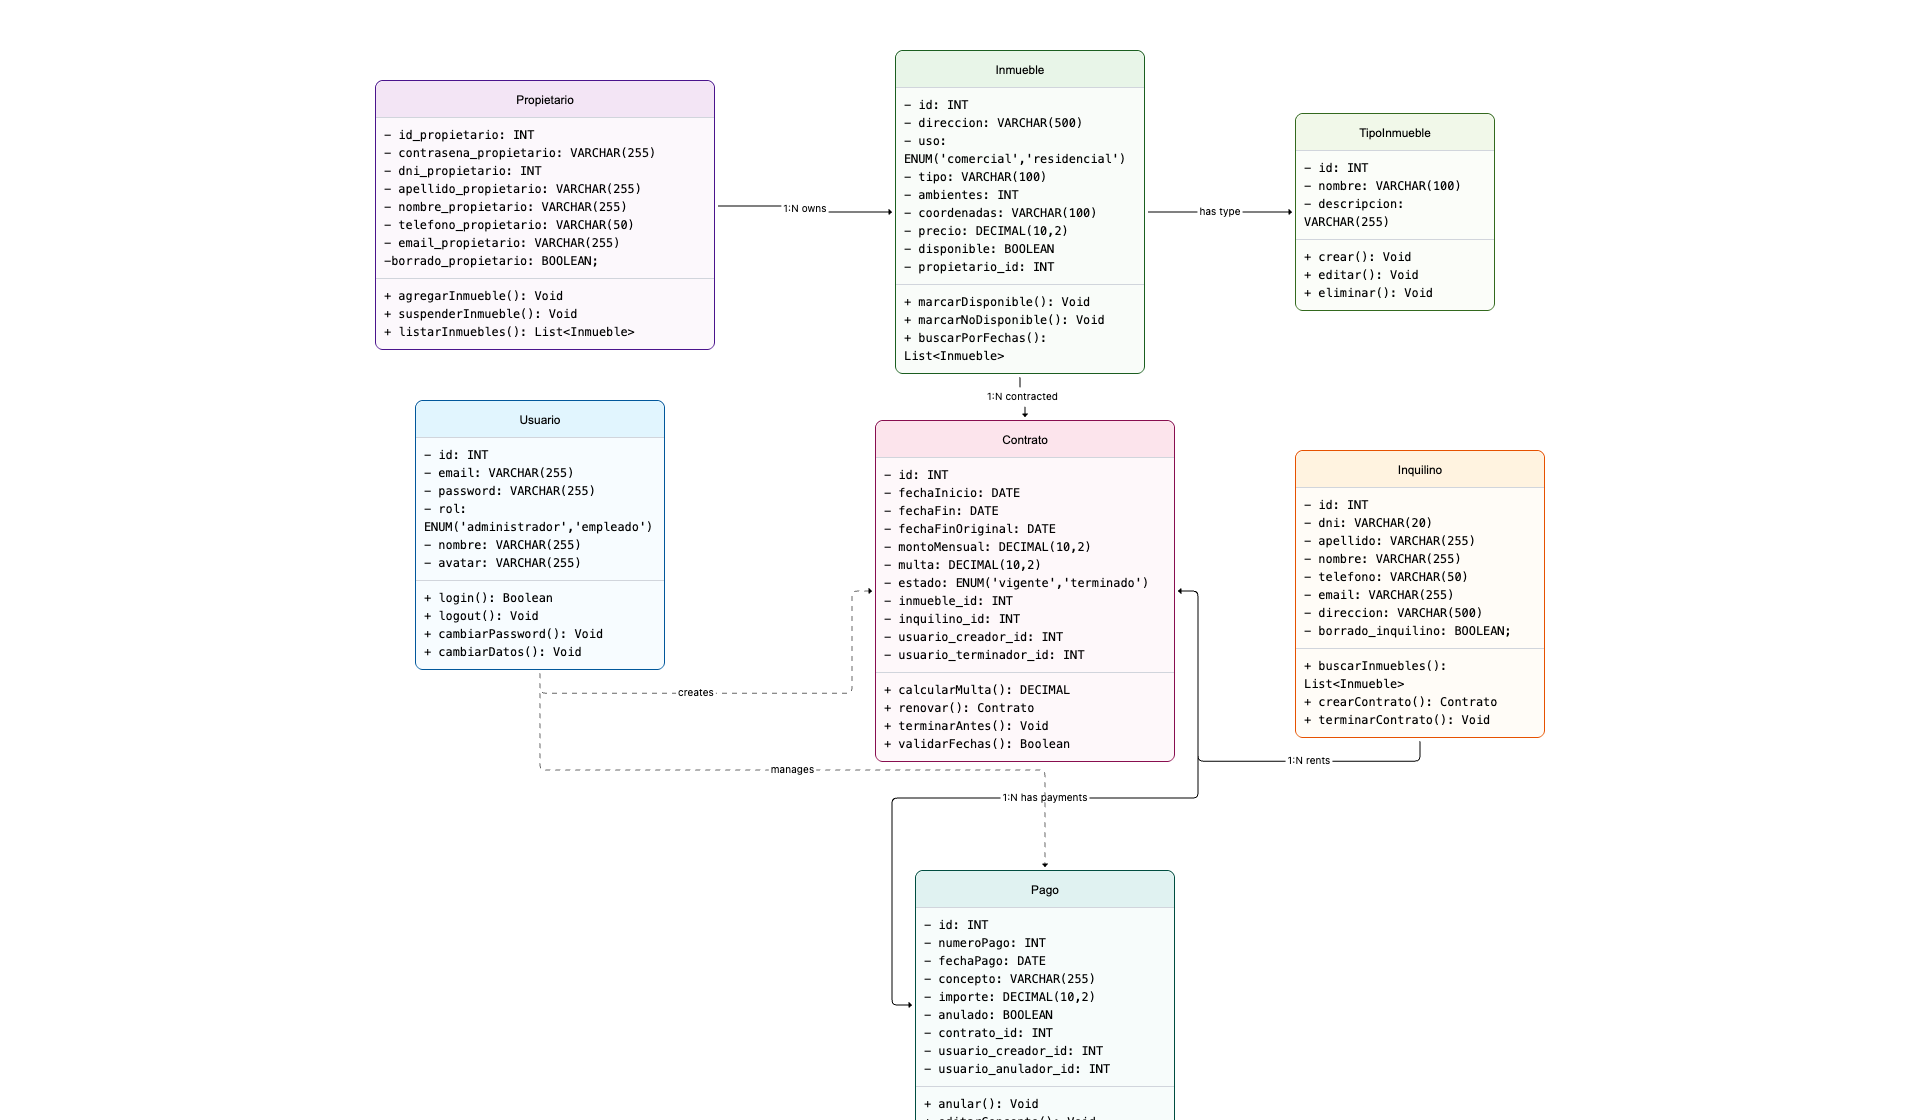 Propietario
- id_propietario: INT
- contrasena_propietario: VARCHAR(255)
- dni_propietario: INT
- apellido_propietario: VARCHAR(255)
- nombre_propietario: VARCHAR(255)
- telefono_propietario: VARCHAR(50)
- email_propietario: VARCHAR(255)
-borrado_propietario: BOOLEAN;
+ agregarInmueble(): Void
+ suspenderInmueble(): Void
+ listarInmuebles(): List<Inmueble>
1:N owns
Inmueble
- id: INT
- direccion: VARCHAR(500)
- uso:
ENUM('comercial','residencial')
- tipo: VARCHAR(100)
- ambientes: INT
- coordenadas: VARCHAR(100)
- precio: DECIMAL(10,2)
- disponible: BOOLEAN
- propietario_id: INT
+ marcarDisponible(): Void
+ marcarNoDisponible(): Void
+ buscarPorFechas():
List<Inmueble>
has type
TipoInmueble
- id: INT
- nombre: VARCHAR(100)
- descripcion:
VARCHAR(255)
+ crear(): Void
+ editar(): Void
+ eliminar(): Void
1:N contracted
Usuario
- id: INT
- email: VARCHAR(255)
- password: VARCHAR(255)
- rol:
ENUM('administrador','empleado')
- nombre: VARCHAR(255)
- avatar: VARCHAR(255)
+ login(): Boolean
+ logout(): Void
+ cambiarPassword(): Void
+ cambiarDatos(): Void
creates
manages
Contrato
- id: INT
- fechaInicio: DATE
- fechaFin: DATE
- fechaFinOriginal: DATE
- montoMensual: DECIMAL(10,2)
- multa: DECIMAL(10,2)
- estado: ENUM('vigente','terminado')
- inmueble_id: INT
- inquilino_id: INT
- usuario_creador_id: INT
- usuario_terminador_id: INT
+ calcularMulta(): DECIMAL
+ renovar(): Contrato
+ terminarAntes(): Void
+ validarFechas(): Boolean
Inquilino
- id: INT
- dni: VARCHAR(20)
- apellido: VARCHAR(255)
- nombre: VARCHAR(255)
- telefono: VARCHAR(50)
- email: VARCHAR(255)
- direccion: VARCHAR(500)
- borrado_inquilino: BOOLEAN;
+ buscarInmuebles():
List<Inmueble>
+ crearContrato(): Contrato
+ terminarContrato(): Void
1:N rents
1:N has payments
Pago
- id: INT
- numeroPago: INT
- fechaPago: DATE
- concepto: VARCHAR(255)
- importe: DECIMAL(10,2)
- anulado: BOOLEAN
- contrato_id: INT
- usuario_creador_id: INT
- usuario_anulador_id: INT
+ anular(): Void